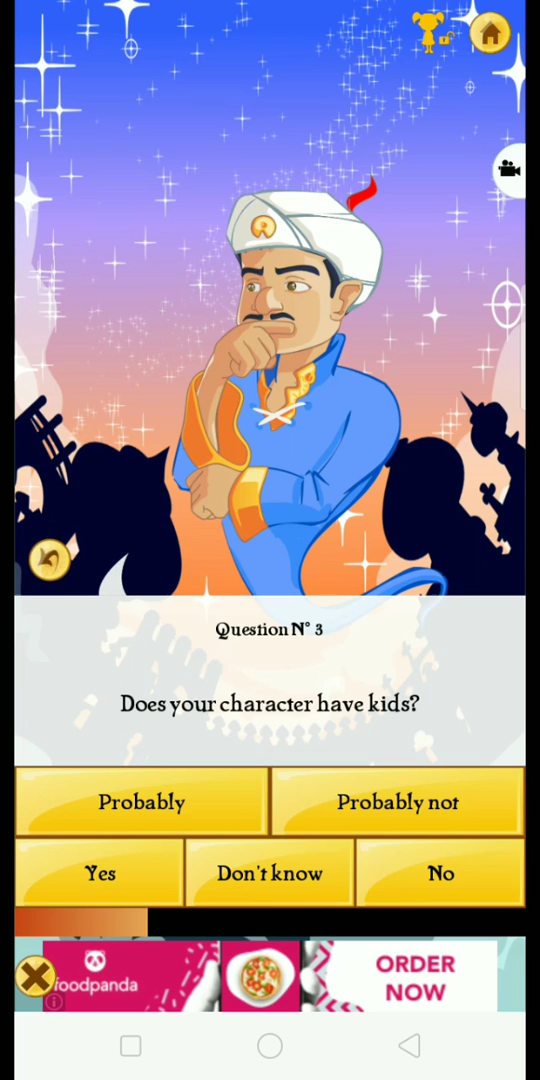 Question N° 3
Does your character have kids?
Probably
Probably not
Yes
Don't know
No
foodpanda
ORDER
NOW